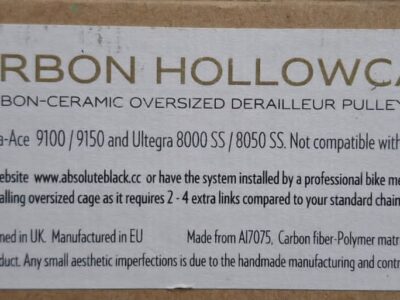 RBON HOLLOWCA
BON-CERAMIC OVERSIZED DERAILLEUR PULLEY
a-Ace 9100 / 9150 and Ultegra 8000 SS / 8050 SS. Not compatible with
ebsite www.absoluteblack.cc or have the system installed by a professional bike me
alling oversized cage as it requires 2 - 4 extra links compared to your standard chain
ned in UK. Manufactured in EU Made from Al7075, Carbon fiber-Polymer matr
duct. Any small aesthetic imperfections is due to the handmade manufacturing and contr